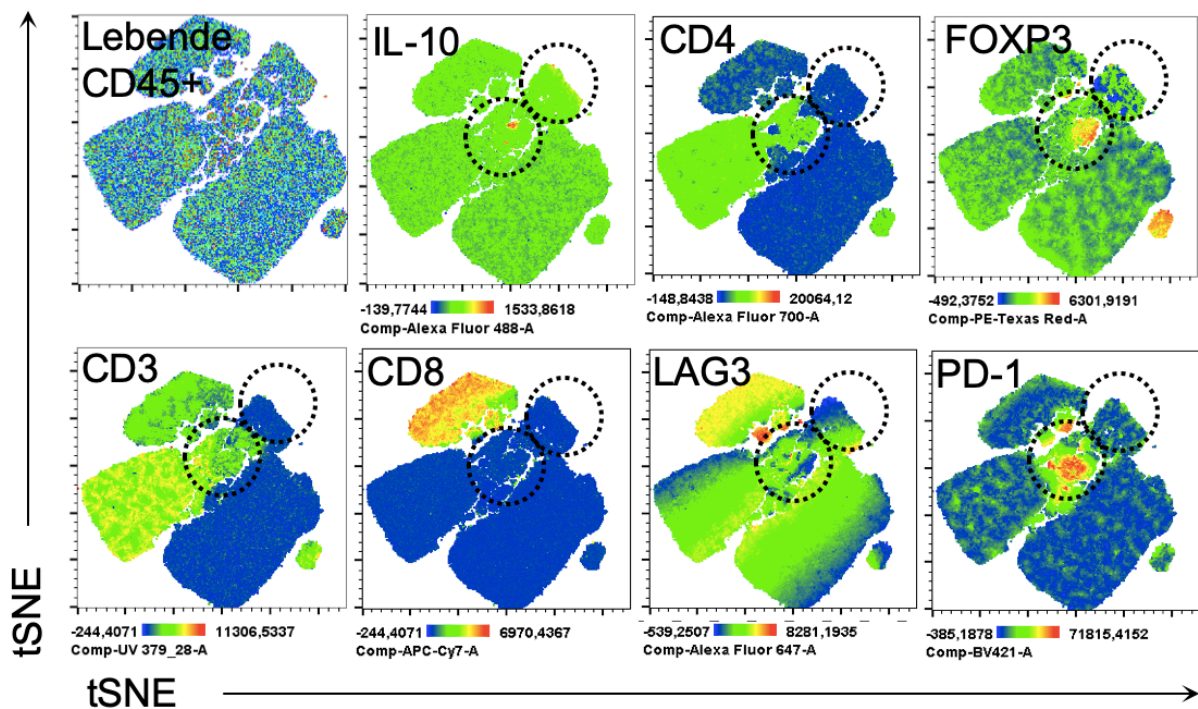 Lebende
CD45+
IL-10
CD4
FOXP3
-139,7744 1533,8618
Comp-Alexa Fluor 488-A
-148,8438 20064,12
Comp-Alexa Fluor 700-A
-492,3752 6301,9191
Comp-PE-Texas Red-A
CD3
CD8
LAG3
PD-1
-244,4071 11306,5337
Comp-UV 379_28-A
-244,4071 6970,4367
Comp-APC-Cy7-A
-539,2507 8281,1935
Comp-Alexa Fluor 647-A
-385,1878 71815,4152
Comp-BV421-A
tSNE
tSNE